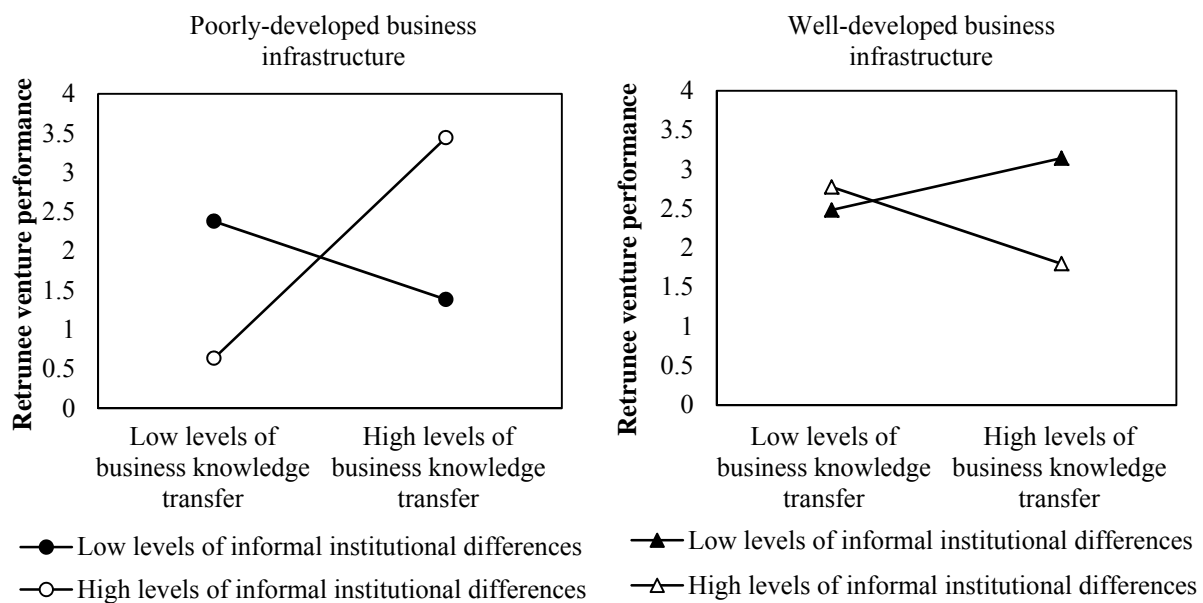 Poorly-developed business
infrastructure
Retrunee venture performance
4
3.5
3
2.5
2
1.5
1
0.5
0
Low levels of
business knowledge
transfer
High levels of
business knowledge
transfer
Low levels of informal institutional differences
High levels of informal institutional differences
Well-developed business
infrastructure
Retrunee venture performance
4
3.5
3
2.5
2
1.5
1
0.5
0
Low levels of
business knowledge
transfer
High levels of
business knowledge
transfer
Low levels of informal institutional differences
High levels of informal institutional differences